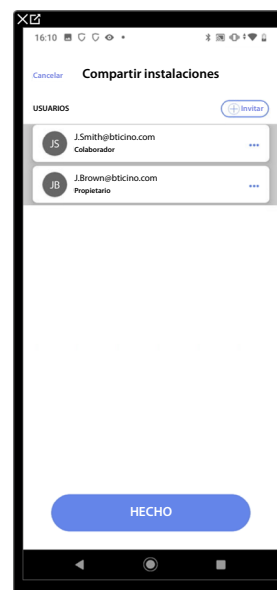 16:10
Cancelar Compartir instalaciones
USUARIOS Invitar
JS J.Smith@bticino.com
Colaborador
JB J.Brown@bticino.com
Propietario
HECHO